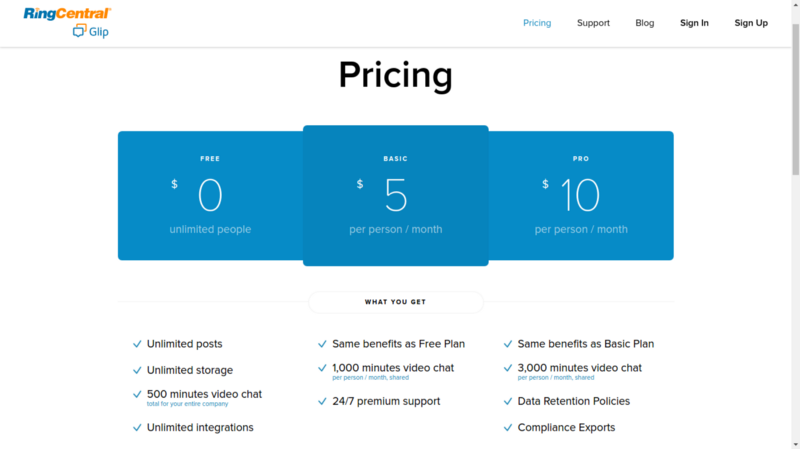 RingCentral®
Glip
Pricing
Support
Blog
Sign In
Sign Up
Pricing
FREE
$ 0
unlimited people
BASIC
$ 5
per person / month
PRO
$ 10
per person / month
WHAT YOU GET
Unlimited posts
Unlimited storage
500 minutes video chat
total for your entire company
Unlimited integrations
Same benefits as Free Plan
1,000 minutes video chat
per person / month, shared
24/7 premium support
Same benefits as Basic Plan
3,000 minutes video chat
per person / month, shared
Data Retention Policies
Compliance Exports